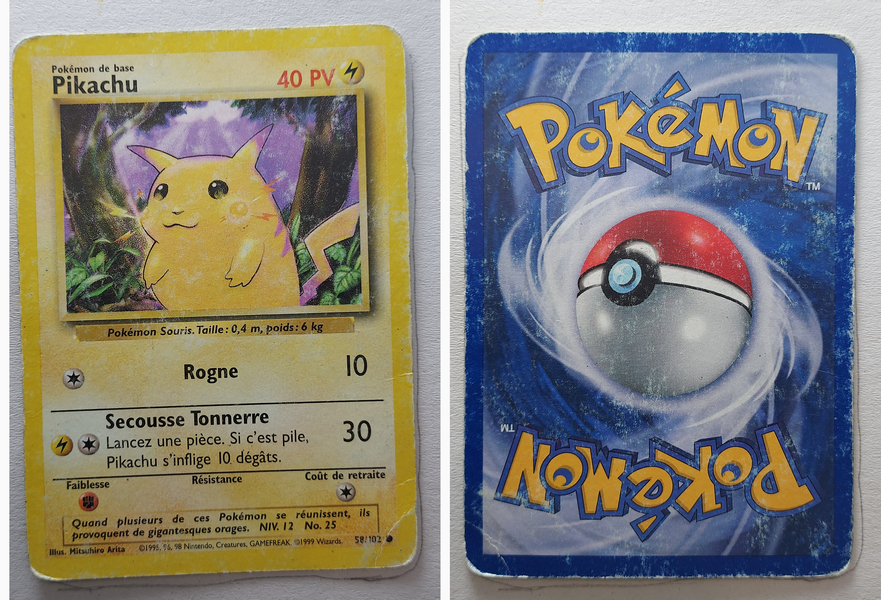 Pokémon de base
Pikachu
40 PV
Pokémon Souris. Taille : 0,4 m, poids : 6 kg
Rogne 10
Secousse Tonnerre
Lancez une pièce. Si c'est pile, 30
Pikachu s'inflige 10 dégâts.
Faiblesse Résistance Coût de retraite
Quand plusieurs de ces Pokémon se réunissent, ils
provoquent de gigantesques orages. NIV. 12 No. 25
Illus. Mitsuhiro Arita ©1995, 96, 98 Nintendo, Creatures, GAMEFREAK. ©1999 Wizards. 58/102
POKéMON
TM
TM
POKéMON